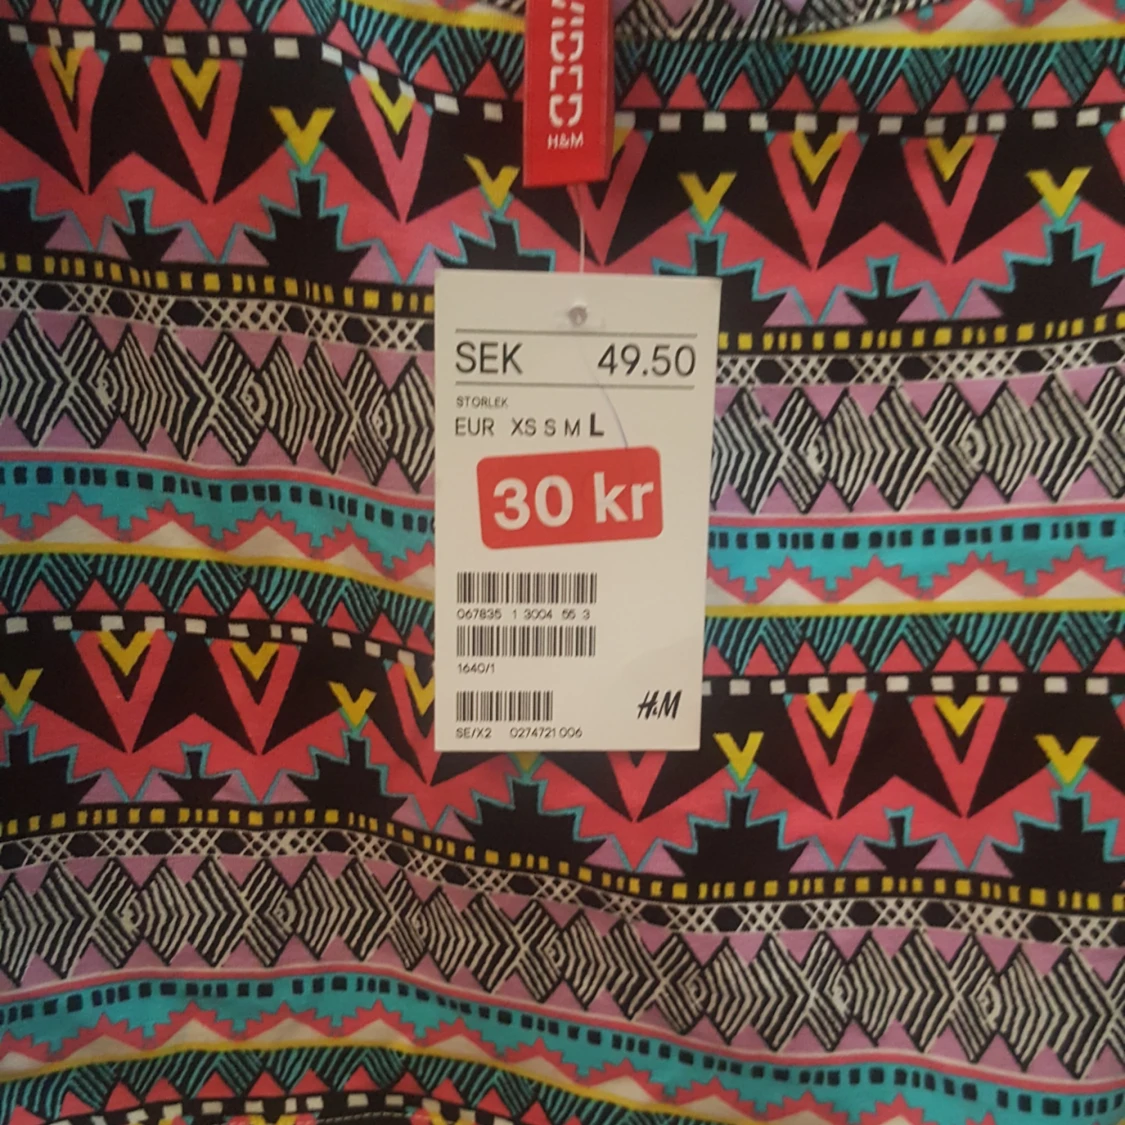 H&M
SEK 49.50
STORLEK
EUR XS S M L
30 kr
067835 1 3004 55 3
1640/1
SE/X2 0274721 006
H&M